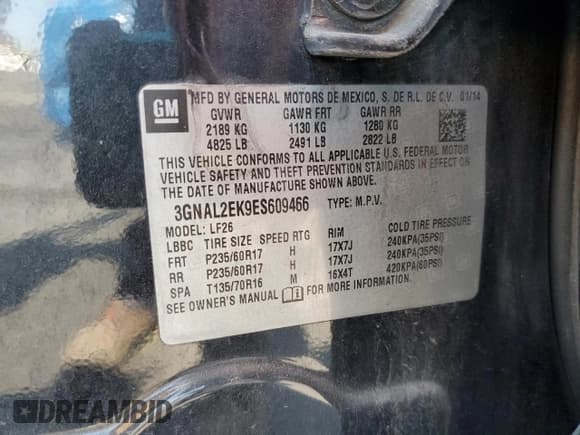 GM
MFD BY GENERAL MOTORS DE MEXICO, S. DE R.L. DE C.V. 01/14
GVWR GAWR FRT GAWR RR
2189 KG 1130 KG 1280 KG
4825 LB 2491 LB 2822 LB
THIS VEHICLE CONFORMS TO ALL APPLICABLE U.S. FEDERAL MOTOR
VEHICLE SAFETY AND THEFT PREVENTION STANDARDS IN EFFECT ON
THE DATE OF MANUFACTURE SHOWN ABOVE.
3GNAL2EK9ES609466 TYPE: M.P.V.
MODEL: LF26
LBBC TIRE SIZE SPEED RTG RIM COLD TIRE PRESSURE
FRT P235/60R17 H 17X7J 240KPA(35PSI)
RR P235/60R17 H 17X7J 240KPA(35PSI)
SPA T135/70R16 M 16X4T 420KPA(60PSI)
SEE OWNER'S MANUAL FOR MORE INFORMATION.
DREAMBID